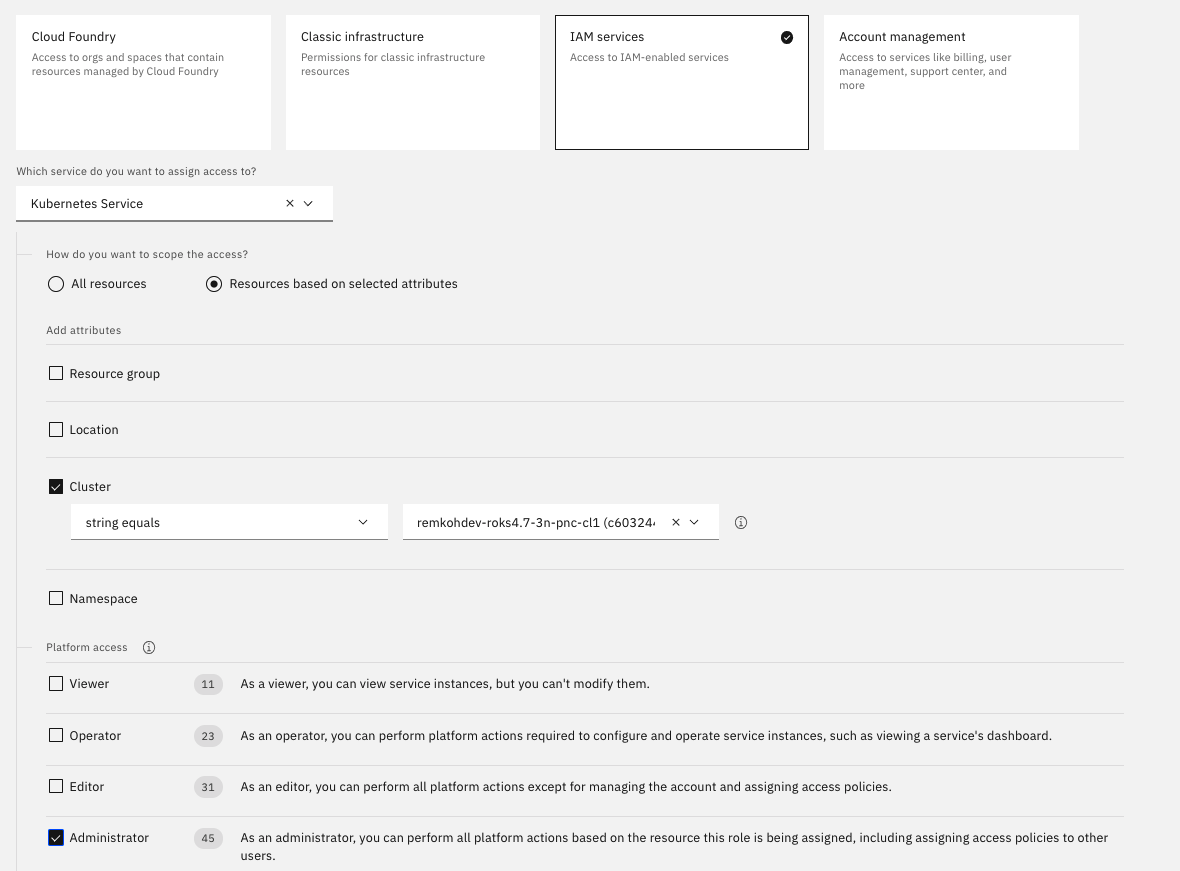 Cloud Foundry
Access to orgs and spaces that contain
resources managed by Cloud Foundry
Classic infrastructure
Permissions for classic infrastructure
resources
IAM services
Access to IAM-enabled services
Account management
Access to services like billing, user
management, support center, and
more
Which service do you want to assign access to?
Kubernetes Service
How do you want to scope the access?
All resources
Resources based on selected attributes
Add attributes
Resource group
Location
Cluster
string equals
remkohdev-roks4.7-3n-pnc-cl1 (c60324
Namespace
Platform access
Viewer
11
As a viewer, you can view service instances, but you can't modify them.
Operator
23
As an operator, you can perform platform actions required to configure and operate service instances, such as viewing a service's dashboard.
Editor
31
As an editor, you can perform all platform actions except for managing the account and assigning access policies.
Administrator
45
As an administrator, you can perform all platform actions based on the resource this role is being assigned, including assigning access policies to other
users.